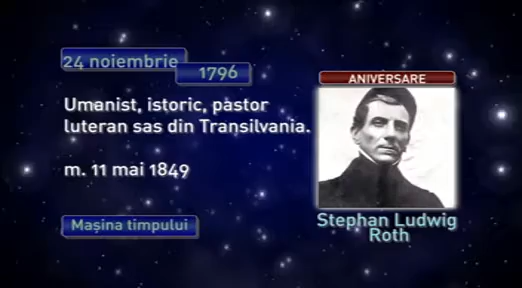 24 noiembrie
1796
Umanist, istoric, pastor
luteran sas din Transilvania.
m. 11 mai 1849
Mașina timpului
ANIVERSARE
Stephan Ludwig
Roth